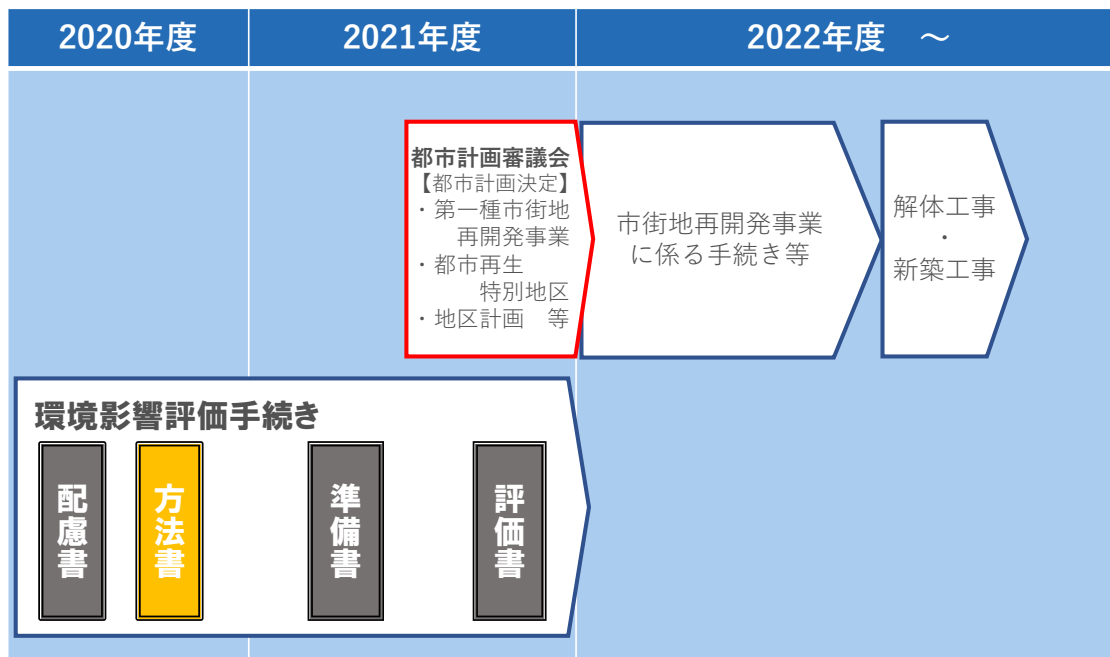 2020年度
2021年度
2022年度　～
都市計画審議会
【都市計画決定】
・第一種市街地
再開発事業
・都市再生
特別地区
・地区計画　等
市街地再開発事業
に係る手続き等
解体工事
・
新築工事
環境影響評価手続き
配慮書
方法書
準備書
評価書